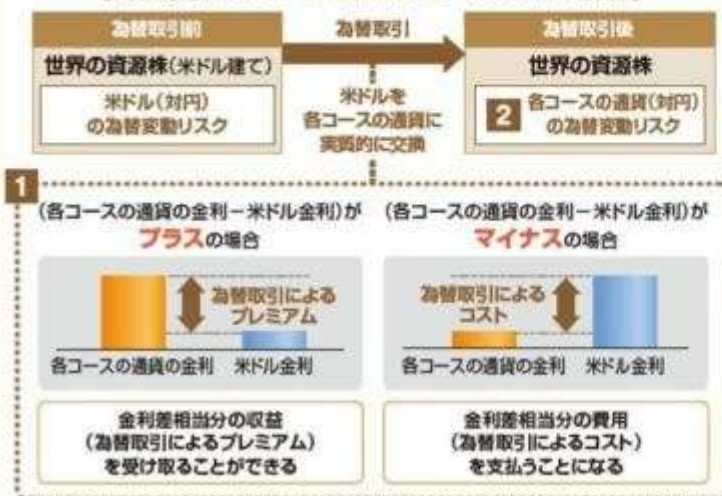 為替取引前
為替取引
為替取引後
世界の資源株(米ドル建て)
米ドル(対円)
の為替変動リスク
米ドルを
各コースの通貨に
実質的に交換
世界の資源株
2 各コースの通貨(対円)
の為替変動リスク
1
(各コースの通貨の金利－米ドル金利)が
プラスの場合
(各コースの通貨の金利－米ドル金利)が
マイナスの場合
為替取引による
プレミアム
各コースの通貨の金利 米ドル金利
為替取引による
コスト
各コースの通貨の金利 米ドル金利
金利差相当分の収益
(為替取引によるプレミアム)
を受け取ることができる
金利差相当分の費用
(為替取引によるコスト)
を支払うことになる